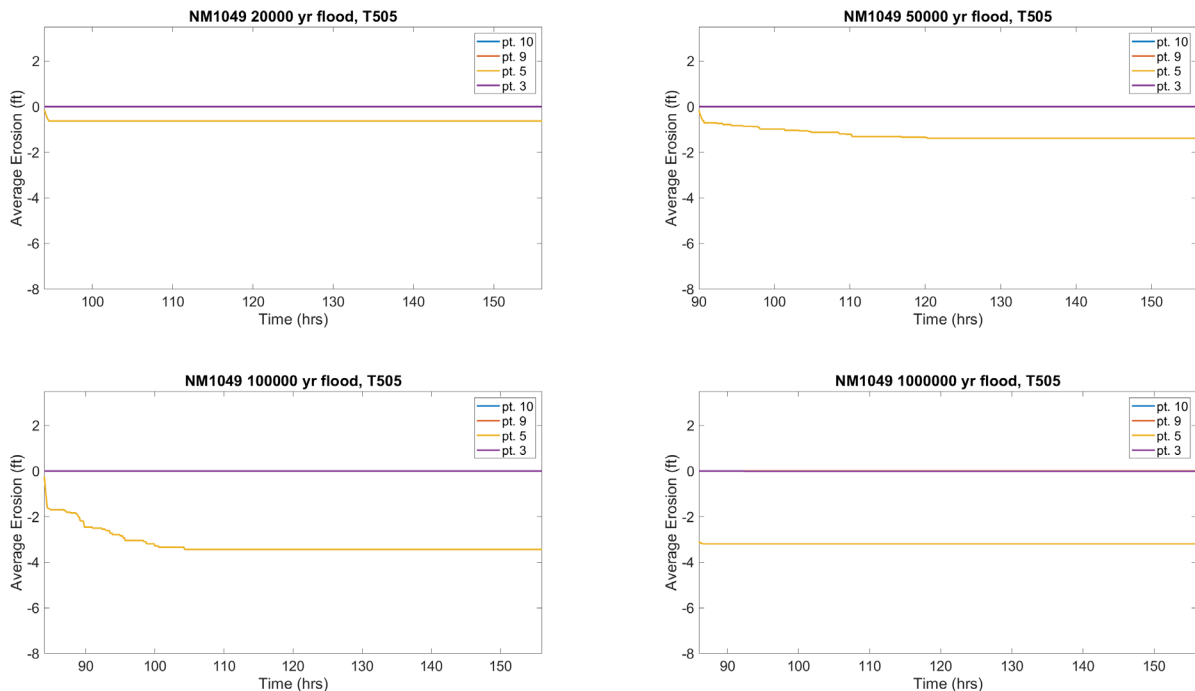 NM1049 20000 yr flood, T505
pt. 10
pt. 9
pt. 5
pt. 3
2
0
-2
-4
-6
-8
Average Erosion (ft)
100
110
120
130
140
150
Time (hrs)
NM1049 50000 yr flood, T505
pt. 10
pt. 9
pt. 5
pt. 3
2
0
-2
-4
-6
-8
Average Erosion (ft)
90
100
110
120
130
140
150
Time (hrs)
NM1049 100000 yr flood, T505
pt. 10
pt. 9
pt. 5
pt. 3
2
0
-2
-4
-6
-8
Average Erosion (ft)
90
100
110
120
130
140
150
Time (hrs)
NM1049 1000000 yr flood, T505
pt. 10
pt. 9
pt. 5
pt. 3
2
0
-2
-4
-6
-8
Average Erosion (ft)
90
100
110
120
130
140
150
Time (hrs)